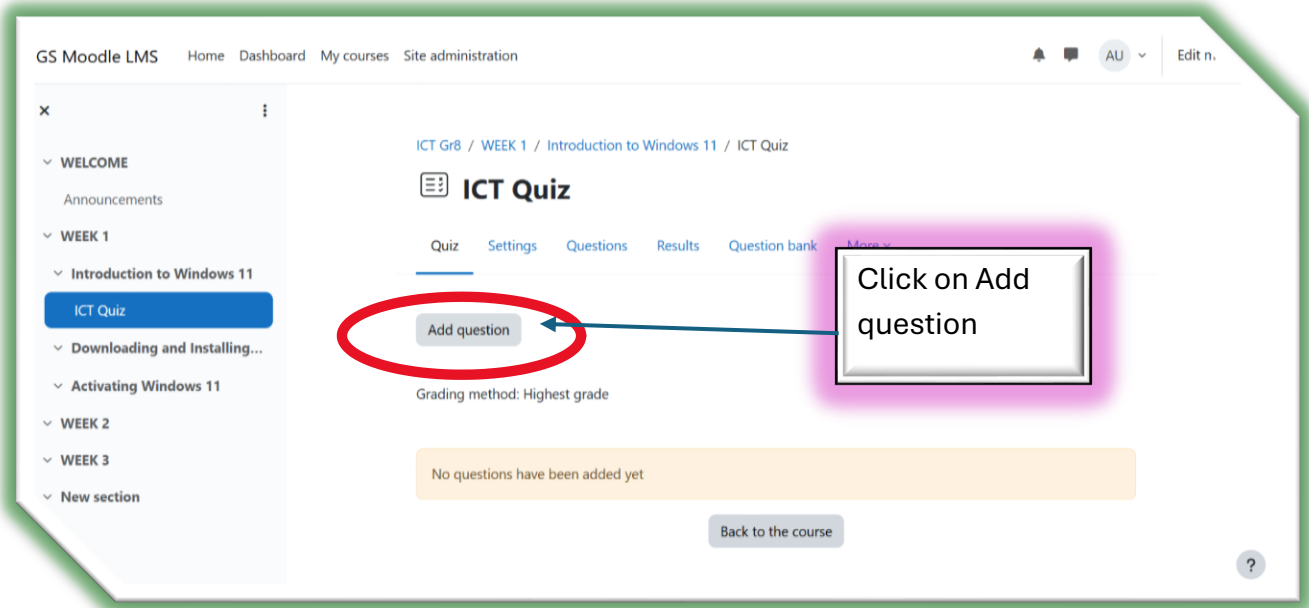 GS Moodle LMS Home Dashboard My courses Site administration AU Edit
WELCOME
Announcements
WEEK 1
Introduction to Windows 11
ICT Quiz
Downloading and Installing...
Activating Windows 11
WEEK 2
WEEK 3
New section
ICT Gr8 / WEEK 1 / Introduction to Windows 11 / ICT Quiz
ICT Quiz
Quiz Settings Questions Results Question bank More
Click on Add
question
Add question
Grading method: Highest grade
No questions have been added yet
Back to the course
?